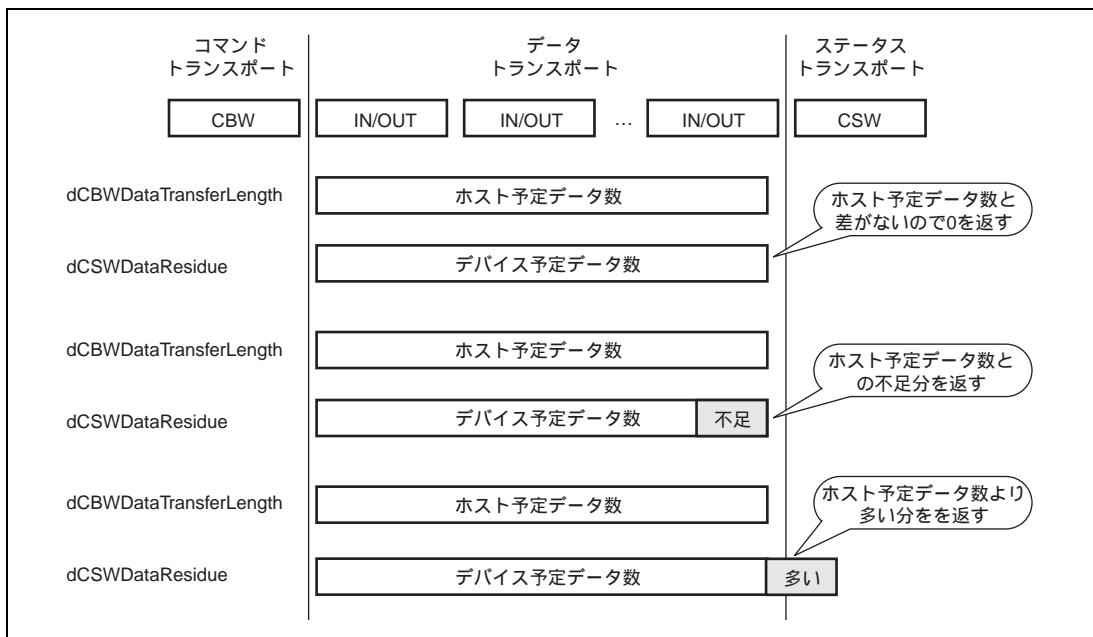 コマンド
トランスポート
データ
トランスポート
ステータス
トランスポート
CBW
IN/OUT
IN/OUT
…
IN/OUT
CSW
dCBWDataTransferLength
ホスト予定データ数
ホスト予定データ数と
差がないので0を返す
dCSWDataResidue
デバイス予定データ数
dCBWDataTransferLength
ホスト予定データ数
ホスト予定データ数と
の不足分を返す
dCSWDataResidue
デバイス予定データ数
不足
dCBWDataTransferLength
ホスト予定データ数
ホスト予定データ数より
多い分をを返す
dCSWDataResidue
デバイス予定データ数
多い